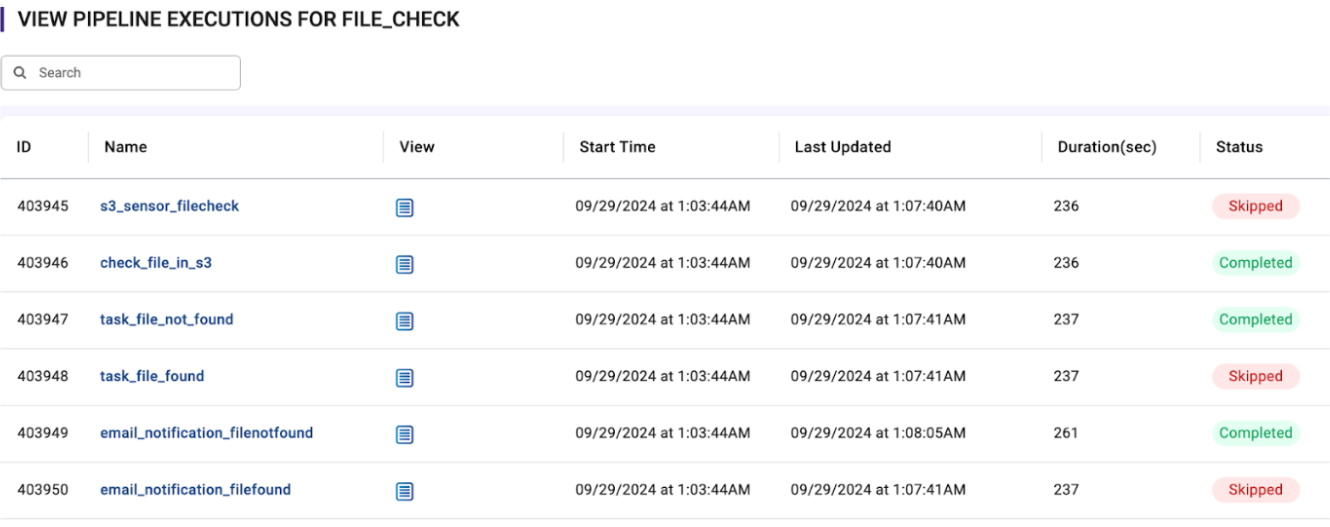 VIEW PIPELINE EXECUTIONS FOR FILE_CHECK
Search
ID Name View Start Time Last Updated Duration(sec) Status
403945 s3_sensor_filecheck 09/29/2024 at 1:03:44AM 09/29/2024 at 1:07:40AM 236 Skipped
403946 check_file_in_s3 09/29/2024 at 1:03:44AM 09/29/2024 at 1:07:40AM 236 Completed
403947 task_file_not_found 09/29/2024 at 1:03:44AM 09/29/2024 at 1:07:41AM 237 Completed
403948 task_file_found 09/29/2024 at 1:03:44AM 09/29/2024 at 1:07:41AM 237 Skipped
403949 email_notification_filenotfound 09/29/2024 at 1:03:44AM 09/29/2024 at 1:08:05AM 261 Completed
403950 email_notification_filefound 09/29/2024 at 1:03:44AM 09/29/2024 at 1:07:41AM 237 Skipped